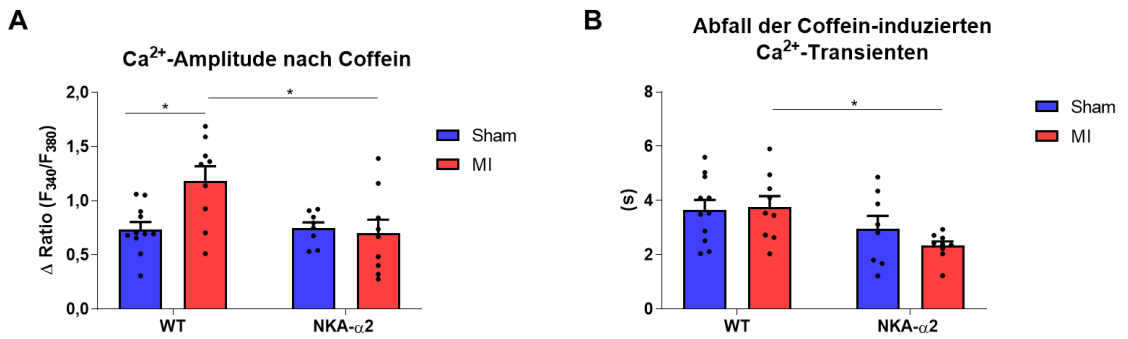 A
Ca²⁺-Amplitude nach Coffein
Δ Ratio (F₃₄₀/F₃₈₀)
2,0
1,5
1,0
0,5
0,0
*
*
WT
NKA-α2
Sham
MI
B
Abfall der Coffein-induzierten
Ca²⁺-Transienten
(s)
8
6
4
2
0
*
WT
NKA-α2
Sham
MI